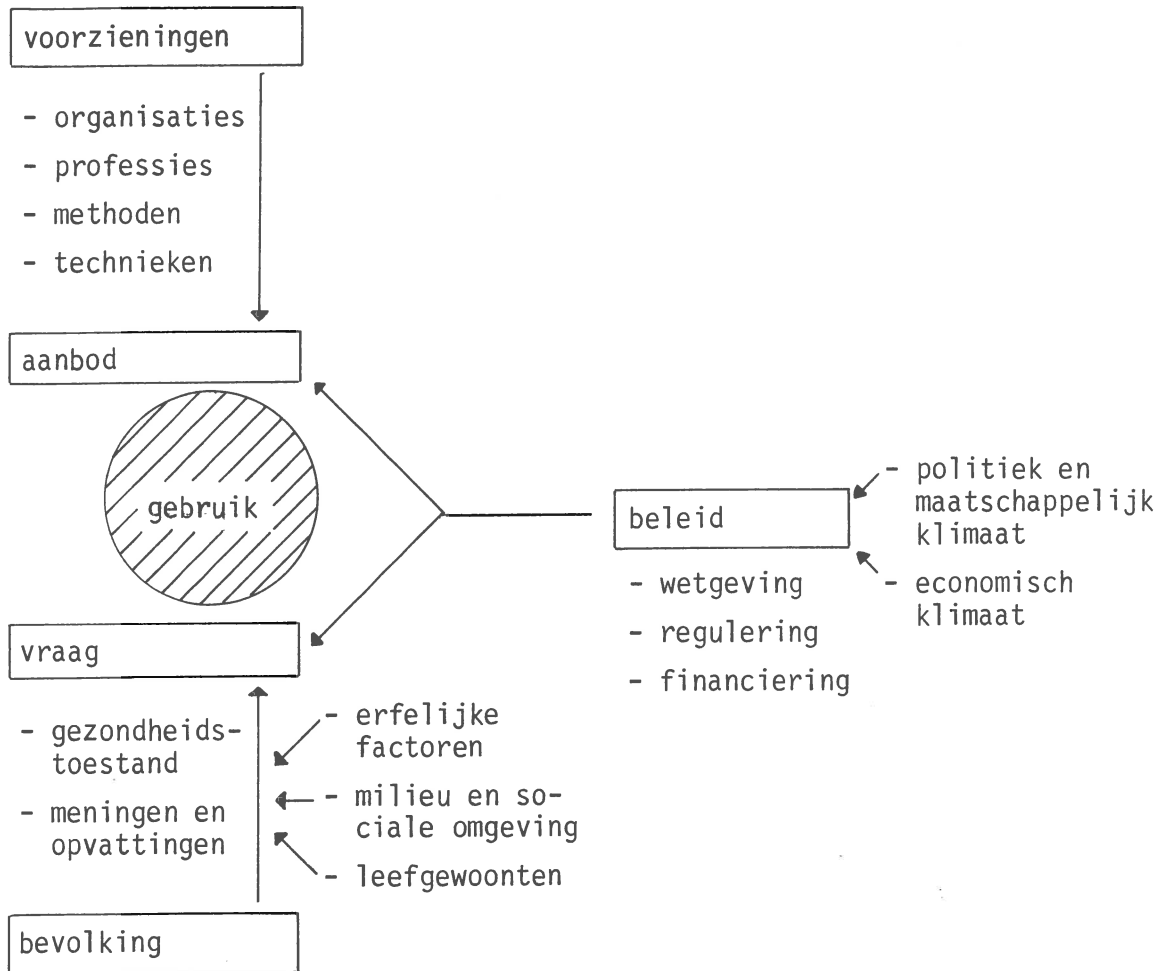 voorzieningen
- organisaties
- professies
- methoden
- technieken
aanbod
gebruik
vraag
- gezondheids-
toestand
- meningen en
opvattingen
- erfelijke
factoren
- milieu en so-
ciale omgeving
- leefgewoonten
bevolking
beleid
- wetgeving
- regulering
- financiering
- politiek en
maatschappelijk
klimaat
- economisch
klimaat